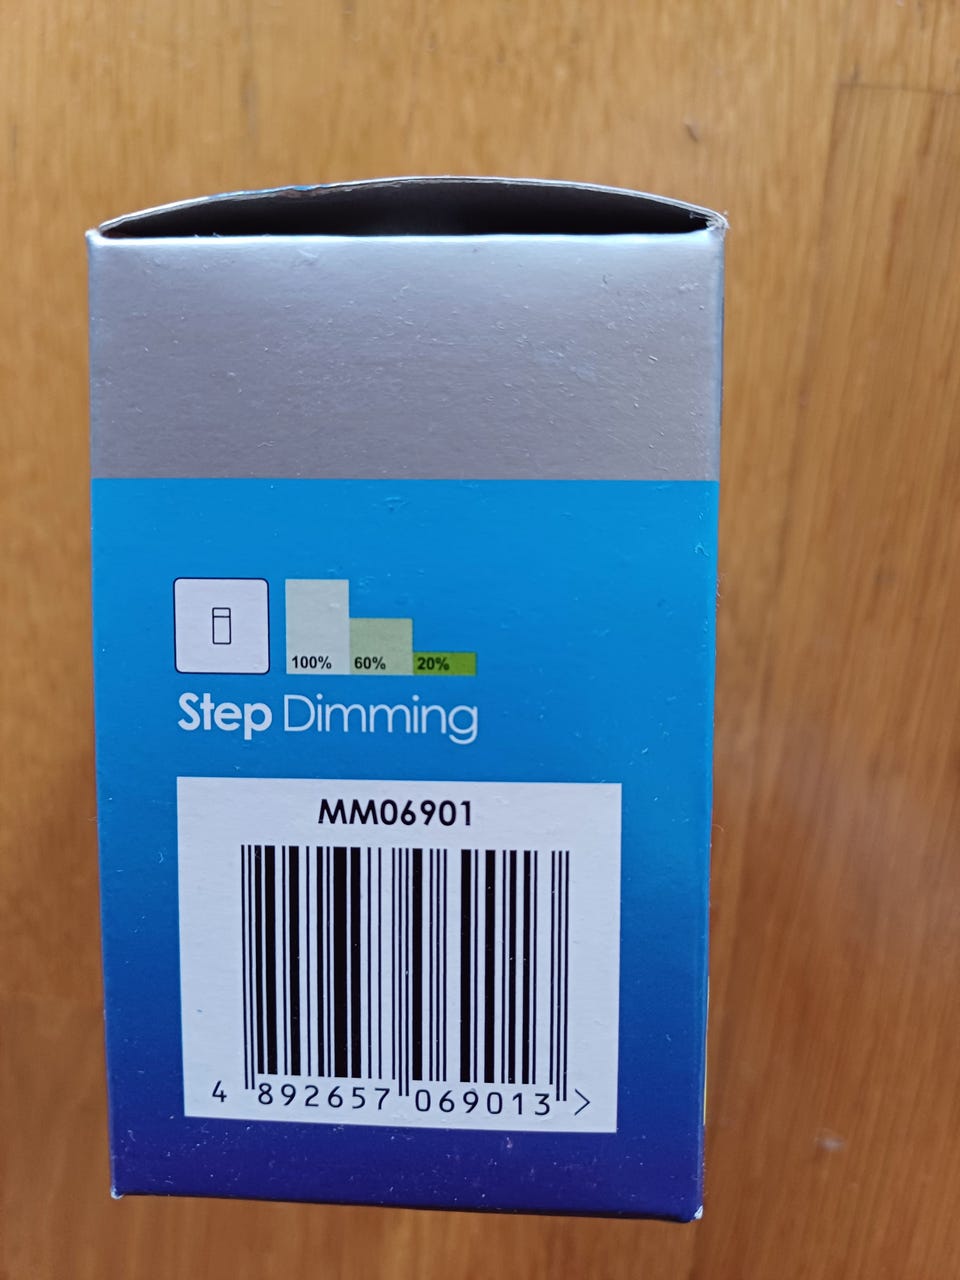 100% 60% 20%
Step Dimming
MM06901
4 892657 069013 >